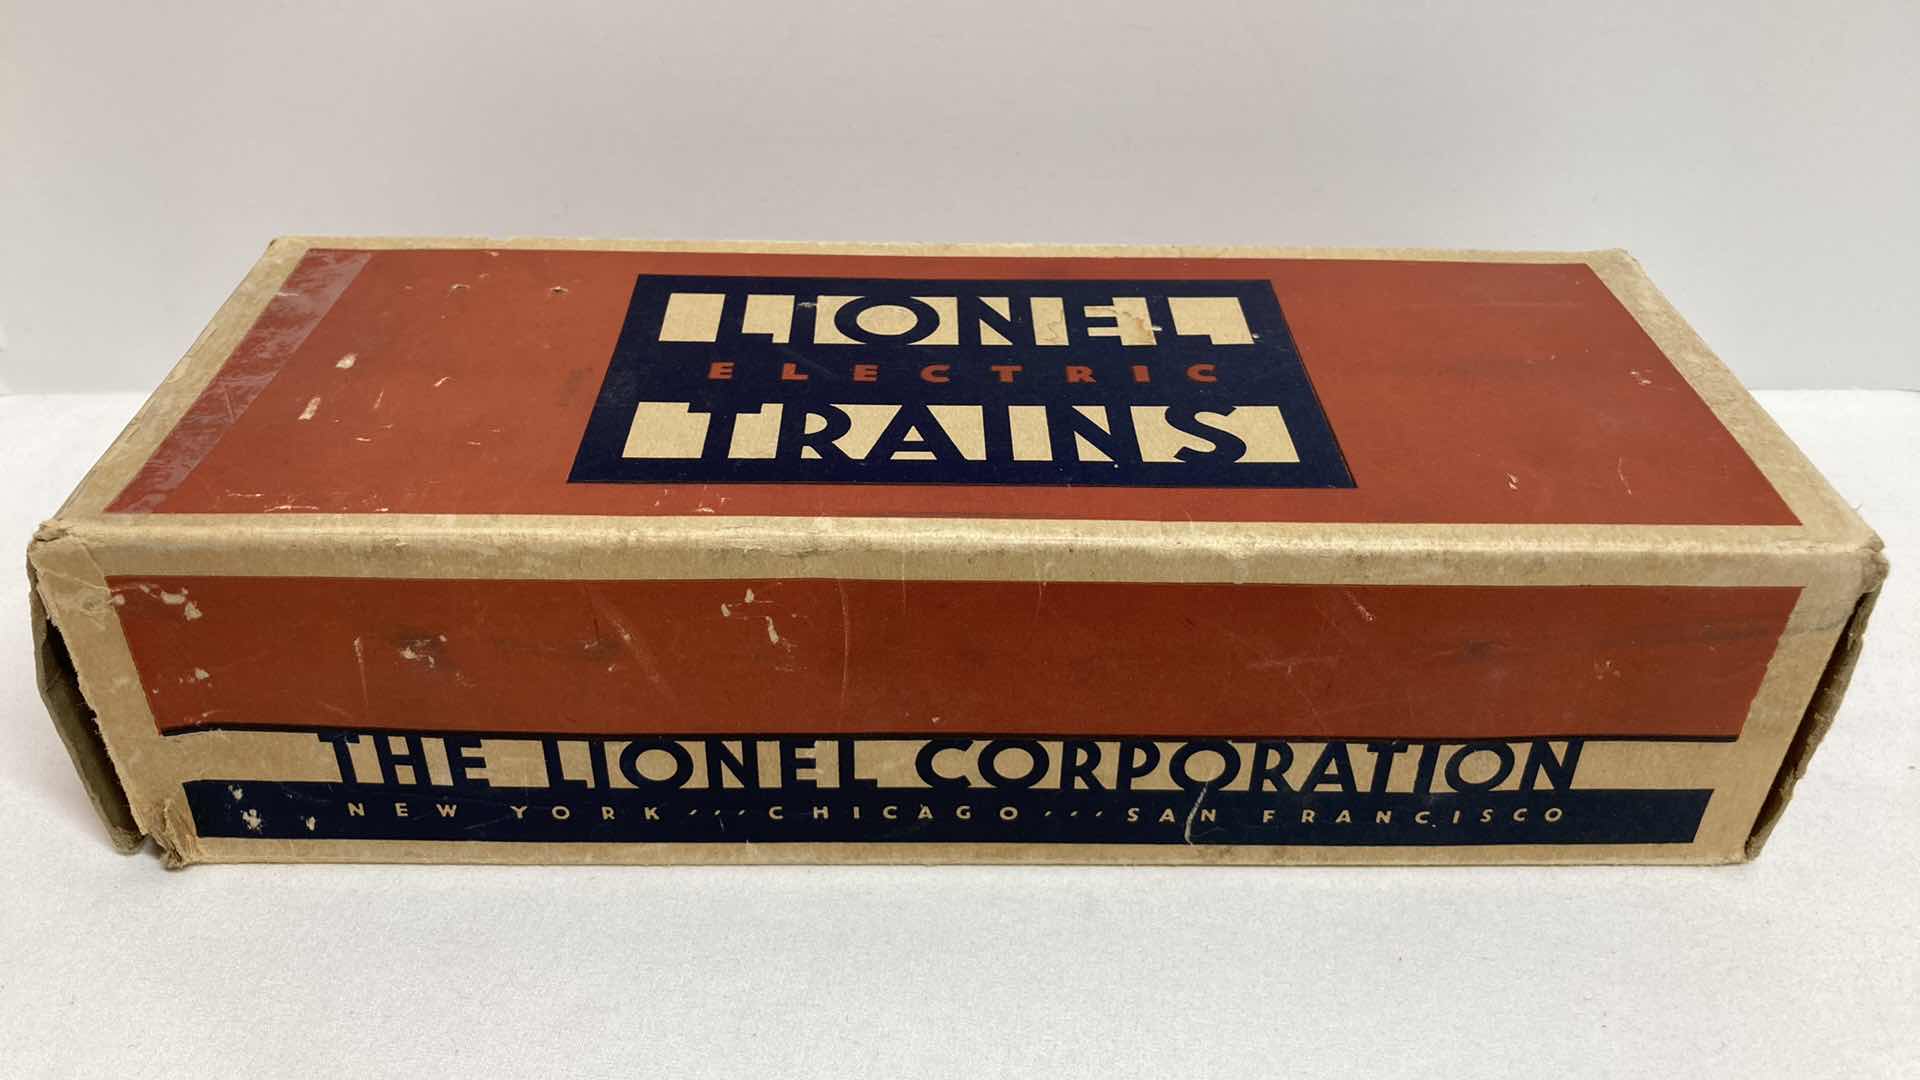 LIONEL
ELECTRIC
TRAINS
THE LIONEL CORPORATION
NEW YORK ,,, CHICAGO ,,, SAN FRANCISCO